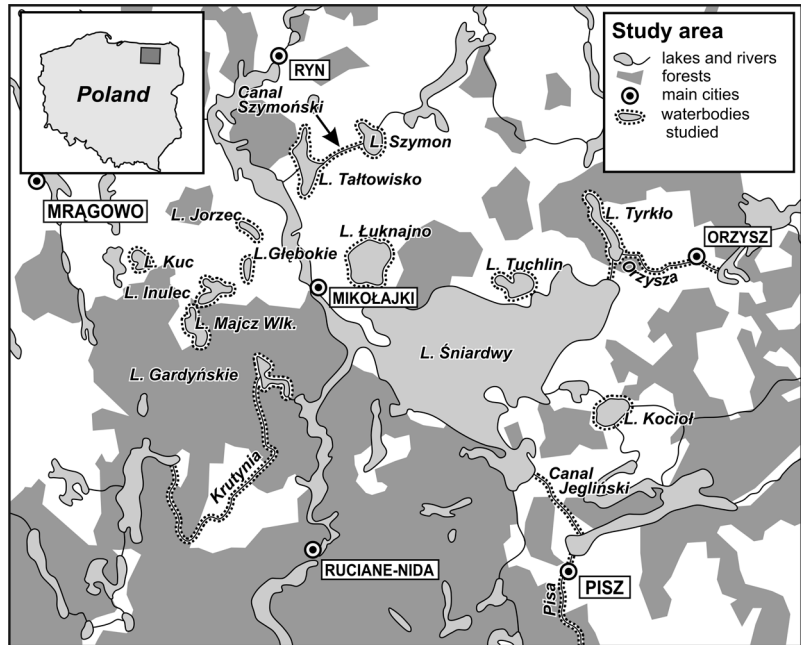 Poland
Study area
lakes and rivers
forests
main cities
waterbodies
studied
RYN
Canal
Szymoński
L. Szymon
L. Tałtowisko
MRĄGOWO
L. Jorzec
L. Łuknajno
L. Tyrkło
ORZYSZ
L. Kuc
L.Głębokie
L. Tuchlin
Orzysza
L. Inulec
MIKOŁAJKI
L. Majcz Wlk.
L. Śniardwy
L. Gardyńskie
L. Kocioł
Krutynia
Canal
Jegliński
RUCIANE-NIDA
Pisa
PISZ